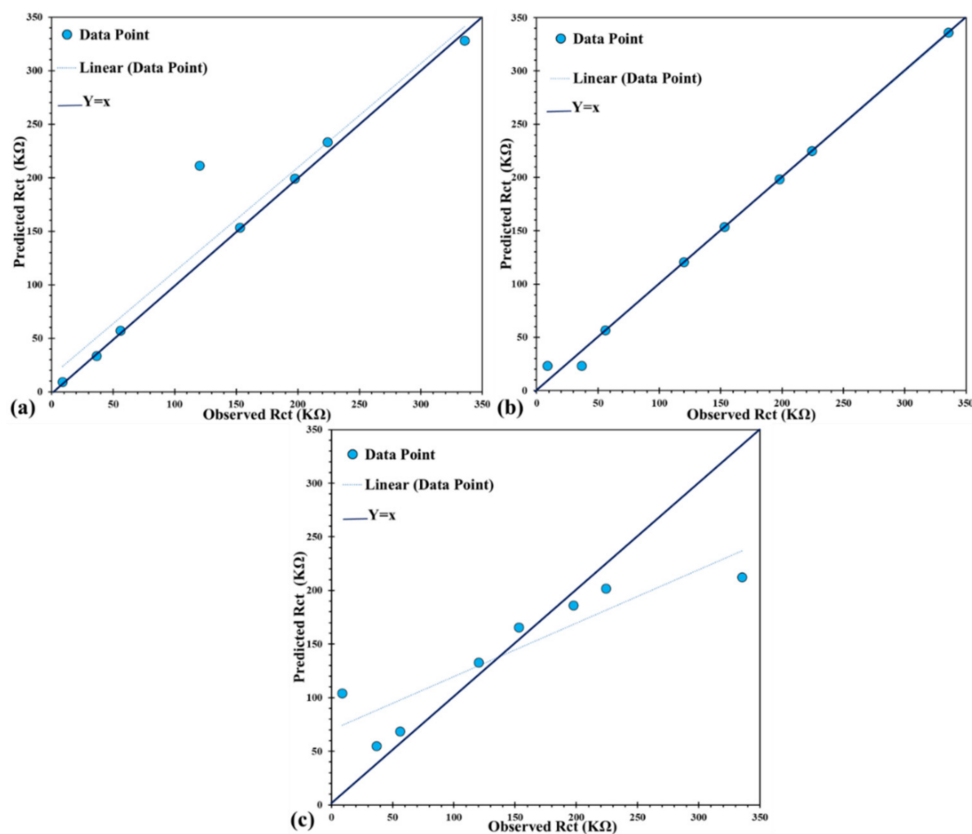 350
300
250
200
150
100
50
0
Predicted Rct (KΩ)
Data Point
Linear (Data Point)
Y=x
0 50 100 150 200 250 300 350
(a) Observed Rct (KΩ)
350
300
250
200
150
100
50
0
Predicted Rct (KΩ)
Data Point
Linear (Data Point)
Y=x
0 50 100 150 200 250 300 350
(b) Observed Rct (KΩ)
350
300
250
200
150
100
50
0
Predicted Rct (KΩ)
Data Point
Linear (Data Point)
Y=x
0 50 100 150 200 250 300 350
(c) Observed Rct (KΩ)